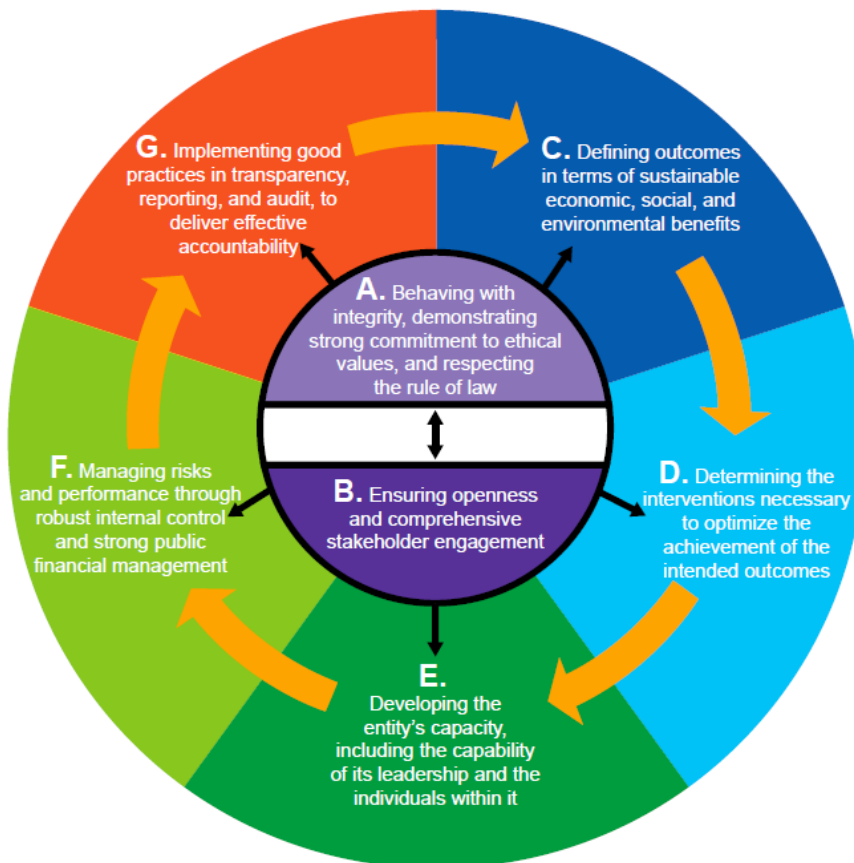 A. Behaving with
integrity, demonstrating
strong commitment to ethical
values, and respecting
the rule of law
B. Ensuring openness
and comprehensive
stakeholder engagement
C. Defining outcomes
in terms of sustainable
economic, social, and
environmental benefits
D. Determining the
interventions necessary
to optimize the
achievement of the
intended outcomes
E.
Developing the
entity's capacity,
including the capability
of its leadership and the
individuals within it
F. Managing risks
and performance through
robust internal control
and strong public
financial management
G. Implementing good
practices in transparency,
reporting, and audit, to
deliver effective
accountability